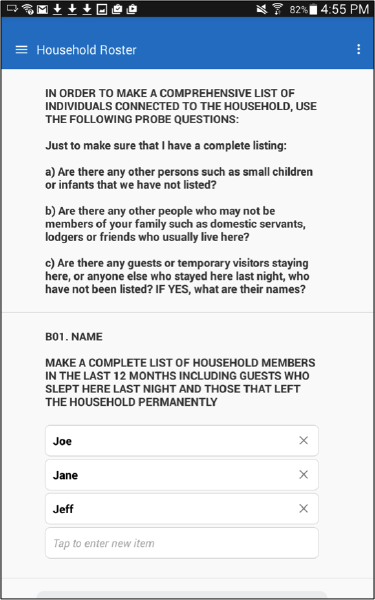 82% 4:55 PM
Household Roster
IN ORDER TO MAKE A COMPREHENSIVE LIST OF
INDIVIDUALS CONNECTED TO THE HOUSEHOLD, USE
THE FOLLOWING PROBE QUESTIONS:
Just to make sure that I have a complete listing:
a) Are there any other persons such as small children
or infants that we have not listed?
b) Are there any other people who may not be
members of your family such as domestic servants,
lodgers or friends who usually live here?
c) Are there any guests or temporary visitors staying
here, or anyone else who stayed here last night, who
have not been listed? IF YES, what are their names?
B01. NAME
MAKE A COMPLETE LIST OF HOUSEHOLD MEMBERS
IN THE LAST 12 MONTHS INCLUDING GUESTS WHO
SLEPT HERE LAST NIGHT AND THOSE THAT LEFT
THE HOUSEHOLD PERMANENTLY
Joe
Jane
Jeff
Tap to enter new item